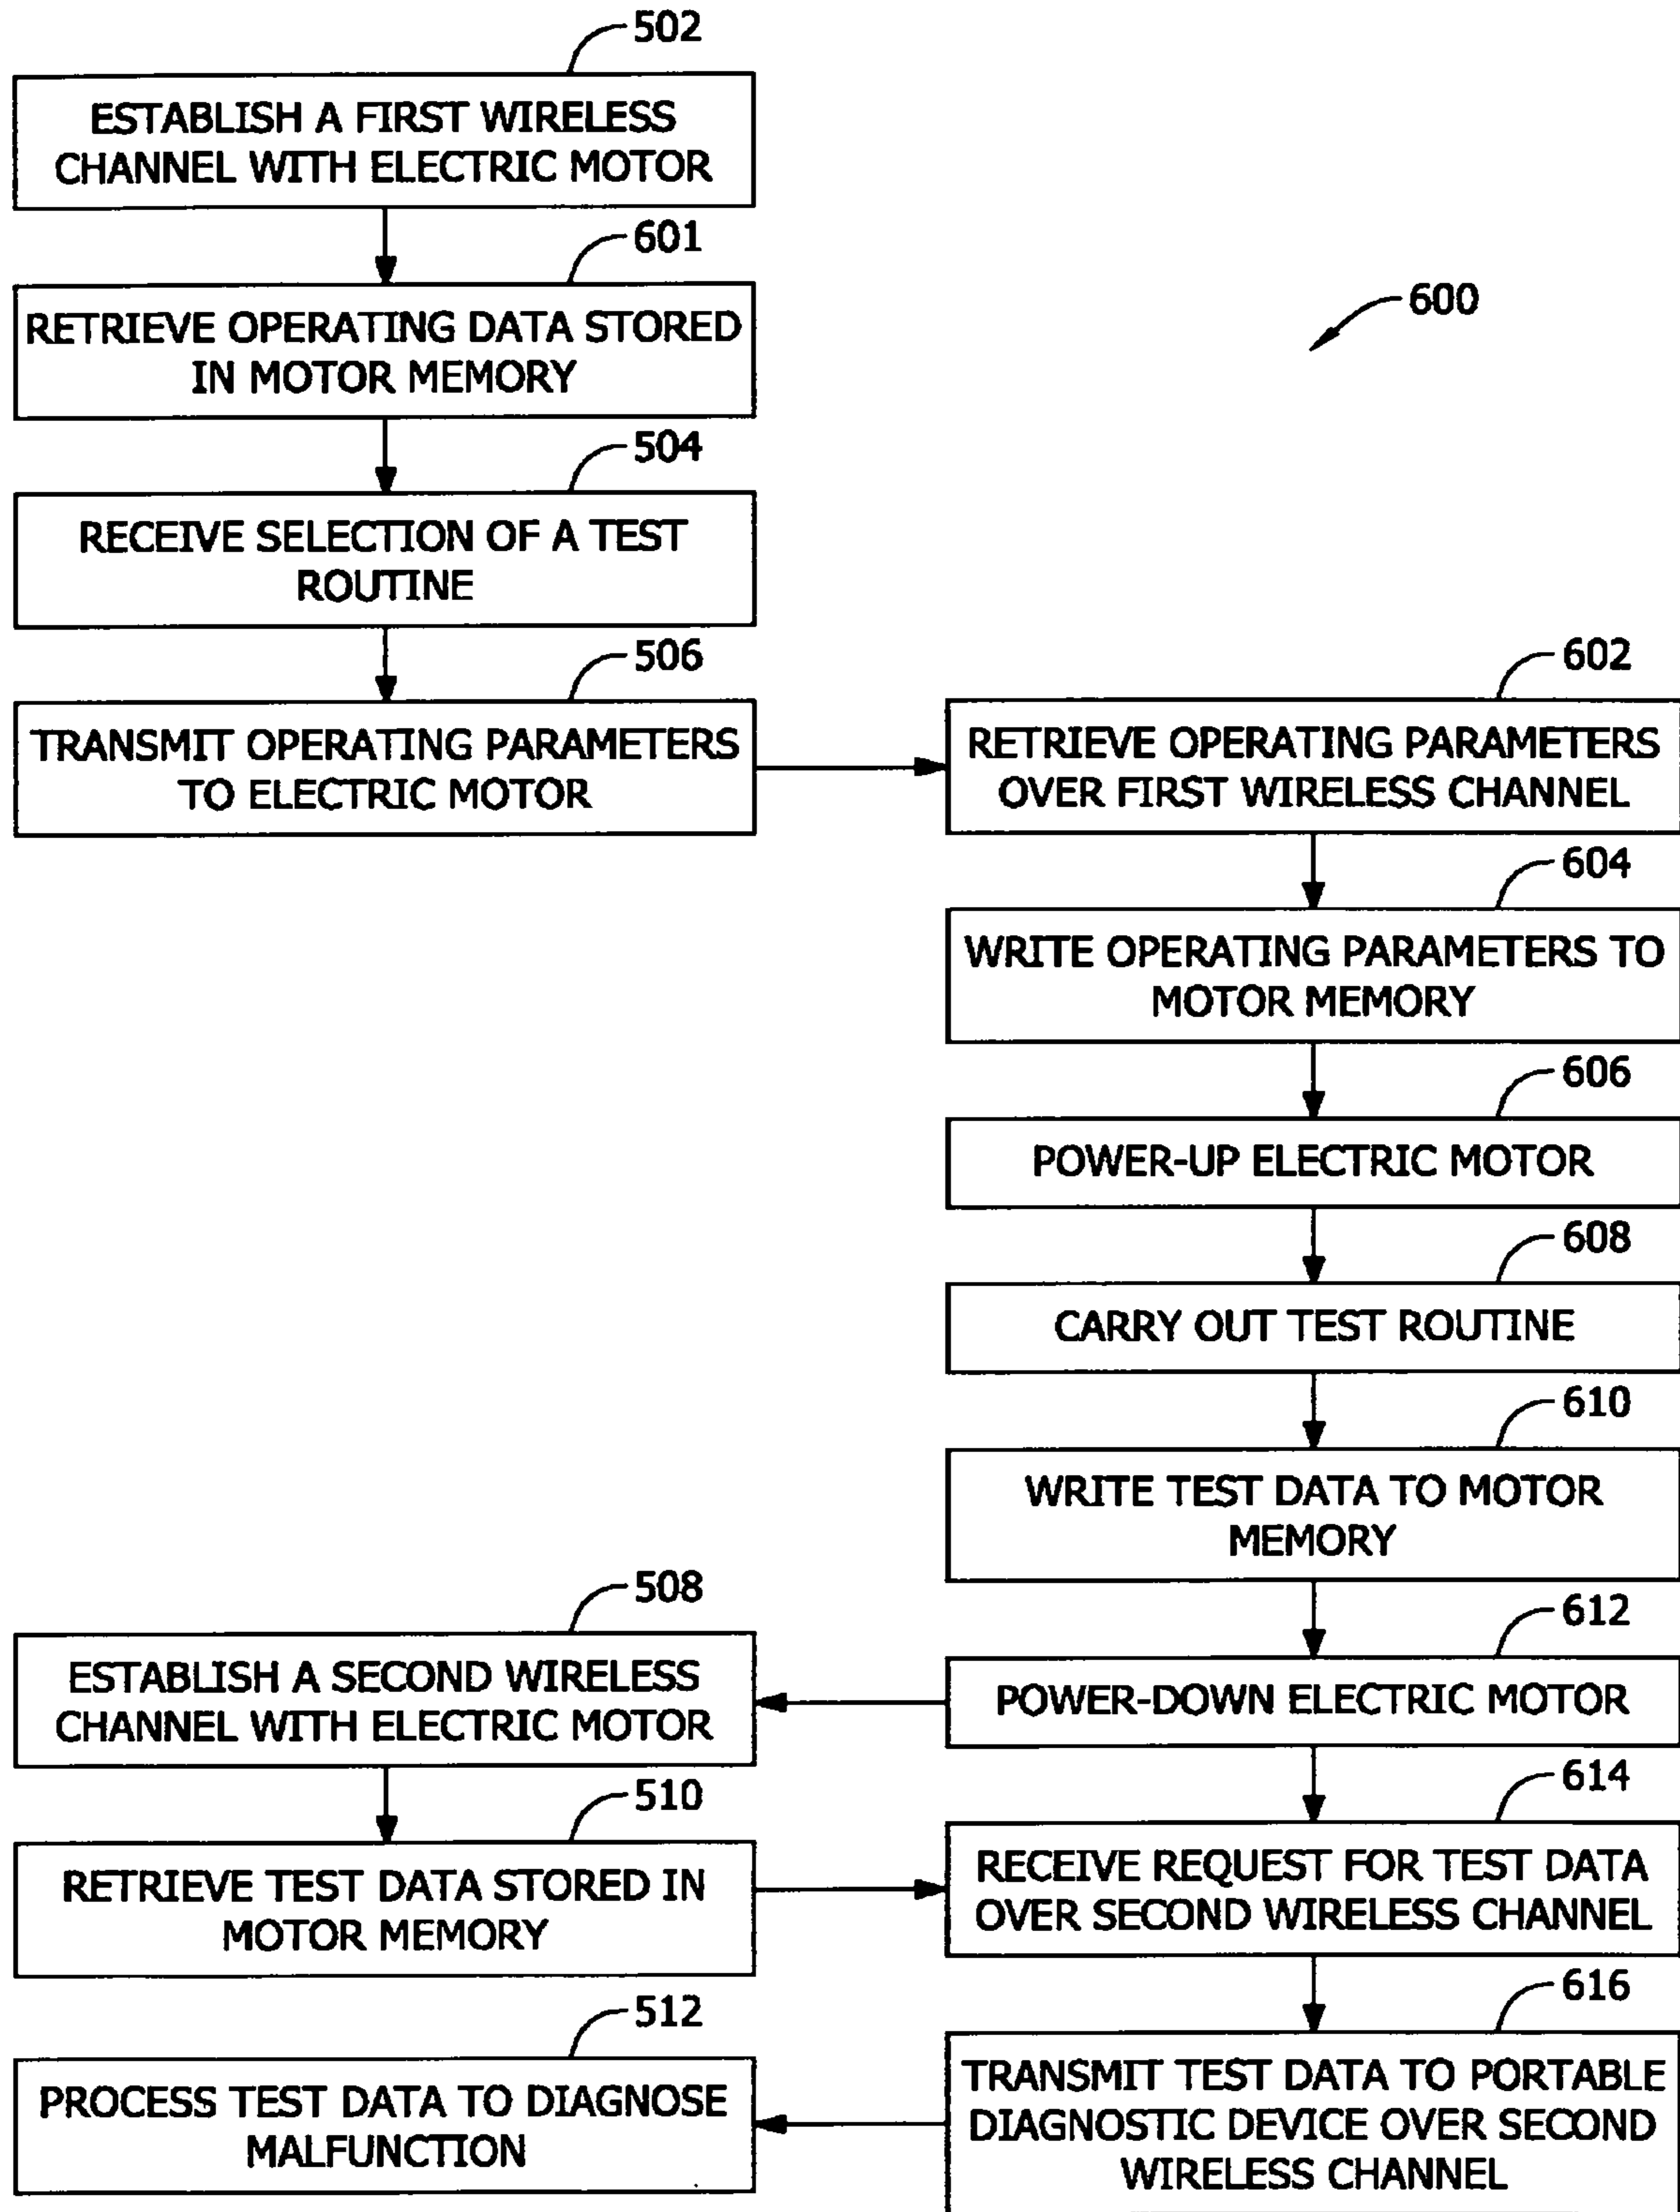 502
ESTABLISH A FIRST WIRELESS
CHANNEL WITH ELECTRIC MOTOR
601
RETRIEVE OPERATING DATA STORED
IN MOTOR MEMORY
600
504
RECEIVE SELECTION OF A TEST
ROUTINE
506
TRANSMIT OPERATING PARAMETERS
TO ELECTRIC MOTOR
602
RETRIEVE OPERATING PARAMETERS
OVER FIRST WIRELESS CHANNEL
604
WRITE OPERATING PARAMETERS TO
MOTOR MEMORY
606
POWER-UP ELECTRIC MOTOR
608
CARRY OUT TEST ROUTINE
610
WRITE TEST DATA TO MOTOR
MEMORY
612
POWER-DOWN ELECTRIC MOTOR
508
ESTABLISH A SECOND WIRELESS
CHANNEL WITH ELECTRIC MOTOR
510
RETRIEVE TEST DATA STORED IN
MOTOR MEMORY
614
RECEIVE REQUEST FOR TEST DATA
OVER SECOND WIRELESS CHANNEL
616
TRANSMIT TEST DATA TO PORTABLE
DIAGNOSTIC DEVICE OVER SECOND
WIRELESS CHANNEL
512
PROCESS TEST DATA TO DIAGNOSE
MALFUNCTION